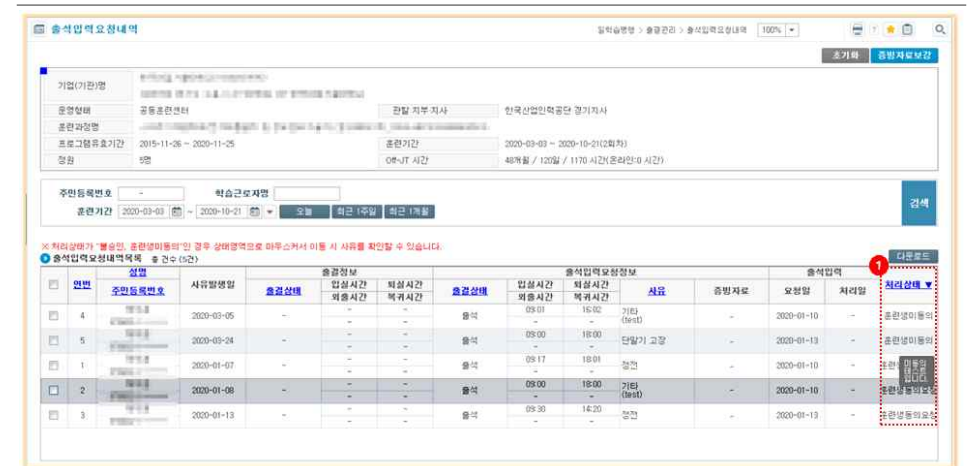 출석입력요청내역
일학습병행 > 출결관리 > 출석입력요청내역 100%
초기화 증빙자료보강
기업(기관)명
운영형태 공동훈련센터 관할 지부·지사 한국산업인력공단 경기지사
훈련과정명
프로그램유효기간 2015-11-26 ~ 2020-11-25 훈련기간 2020-03-03 ~ 2020-10-21(2회차)
정원 5명 Off-JT 시간 48개월 / 120일 / 1170 시간(온라인:0 시간)
주민등록번호 - 학습근로자명
훈련기간 2020-03-03 ~ 2020-10-21 오늘 최근 1주일 최근 1개월
검색
※ 처리상태가 "불승인, 훈련생미동의"인 경우 상태영역으로 마우스커서 이동 시 사유를 확인할 수 있습니다.
출석입력요청내역목록 총 건수 (5건) 다운로드
1
연번 성명 사유발생일 출결정보 출석입력요청정보 출석입력 처리상태 ▼
주민등록번호 출결상태 입실시간 퇴실시간 출결상태 입실시간 퇴실시간 사유 증빙자료 요청일 처리일
외출시간 복귀시간 외출시간 복귀시간
4 2020-03-05 - - - 출석 09:01 16:02 기타 (test) - 2020-01-10 - 훈련생미동의
- - - -
5 2020-03-24 - - - 출석 09:00 18:00 단말기 고장 - 2020-01-13 - 훈련생미동의
- - - -
1 2020-01-07 - - - 출석 09:17 18:01 정전 - 2020-01-10 -
- - - -
미동의
테스트
입니다.
2 2020-01-08 - - - 출석 09:00 18:00 기타 (test) - 2020-01-10 - 훈련생동의요청
- - - -
3 2020-01-13 - - - 출석 09:30 14:20 정전 - 2020-01-13 - 훈련생동의요청
- - - -